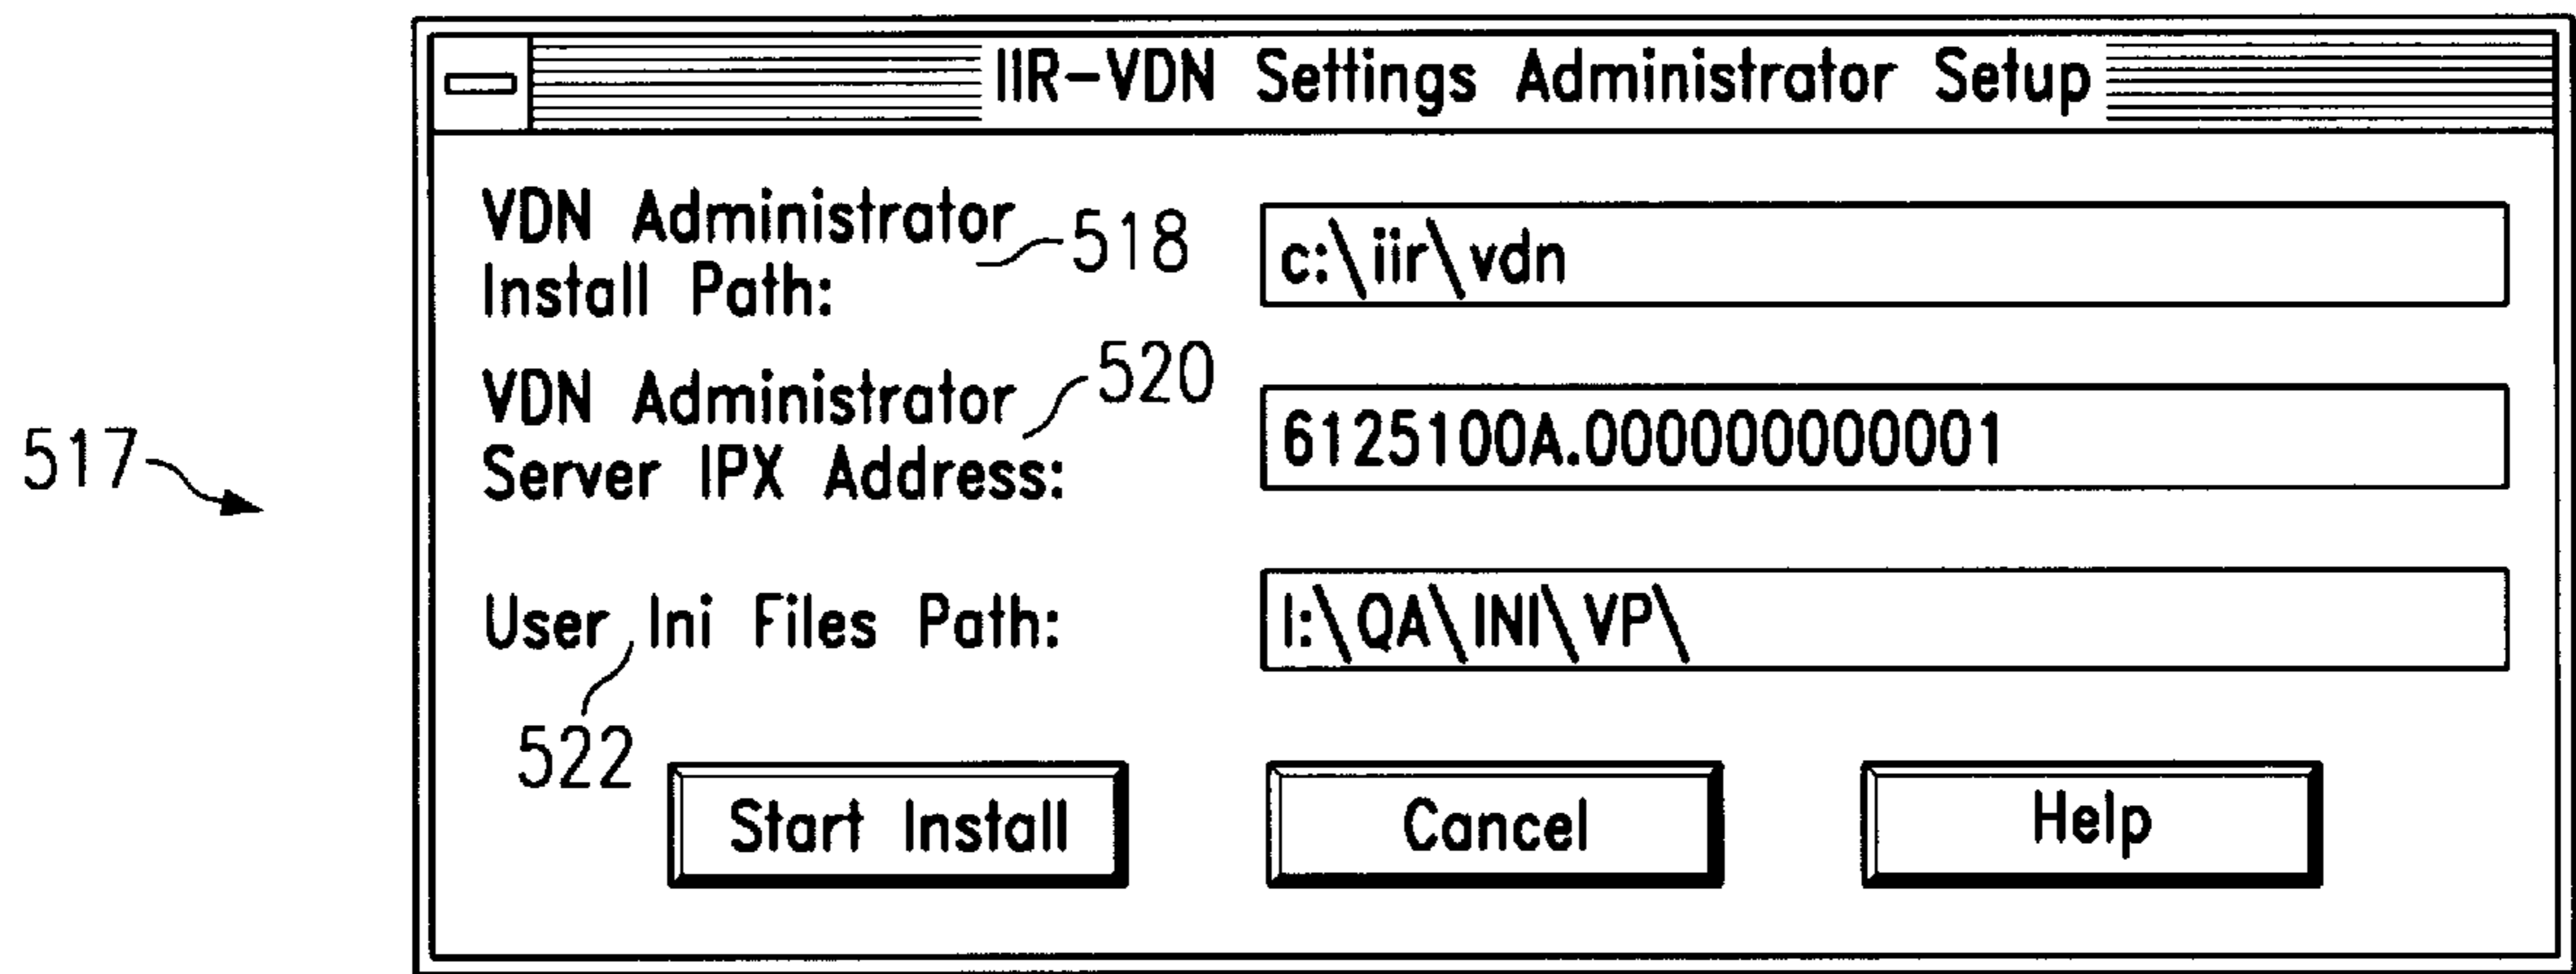 IIR-VDN Settings Administrator Setup
VDN Administrator
Install Path:
518
c:\iir\vdn
VDN Administrator
Server IPX Address:
520
6125100A.000000000001
517
User Ini Files Path:
522
I:\QA\INI\VP\
Start Install
Cancel
Help